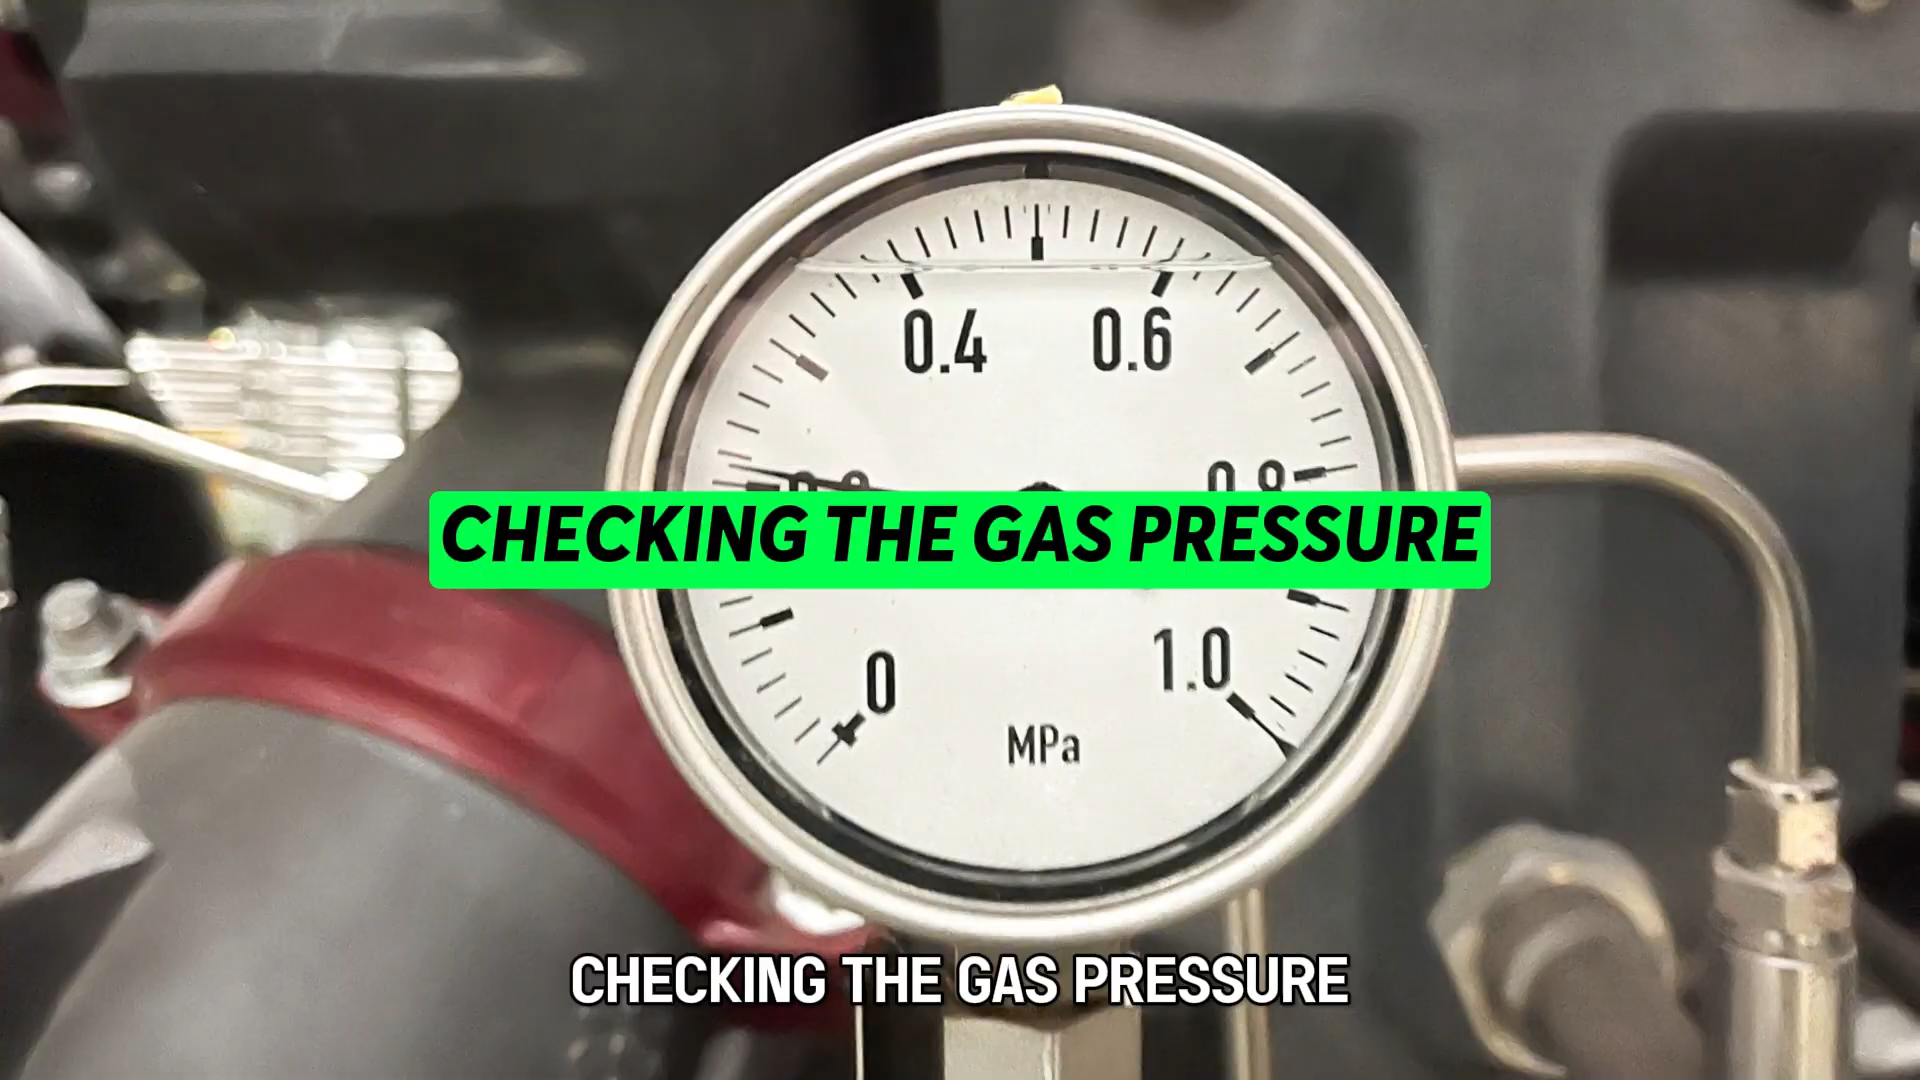 0.4 0.6
CHECKING THE GAS PRESSURE
0 1.0
MPa
CHECKING THE GAS PRESSURE